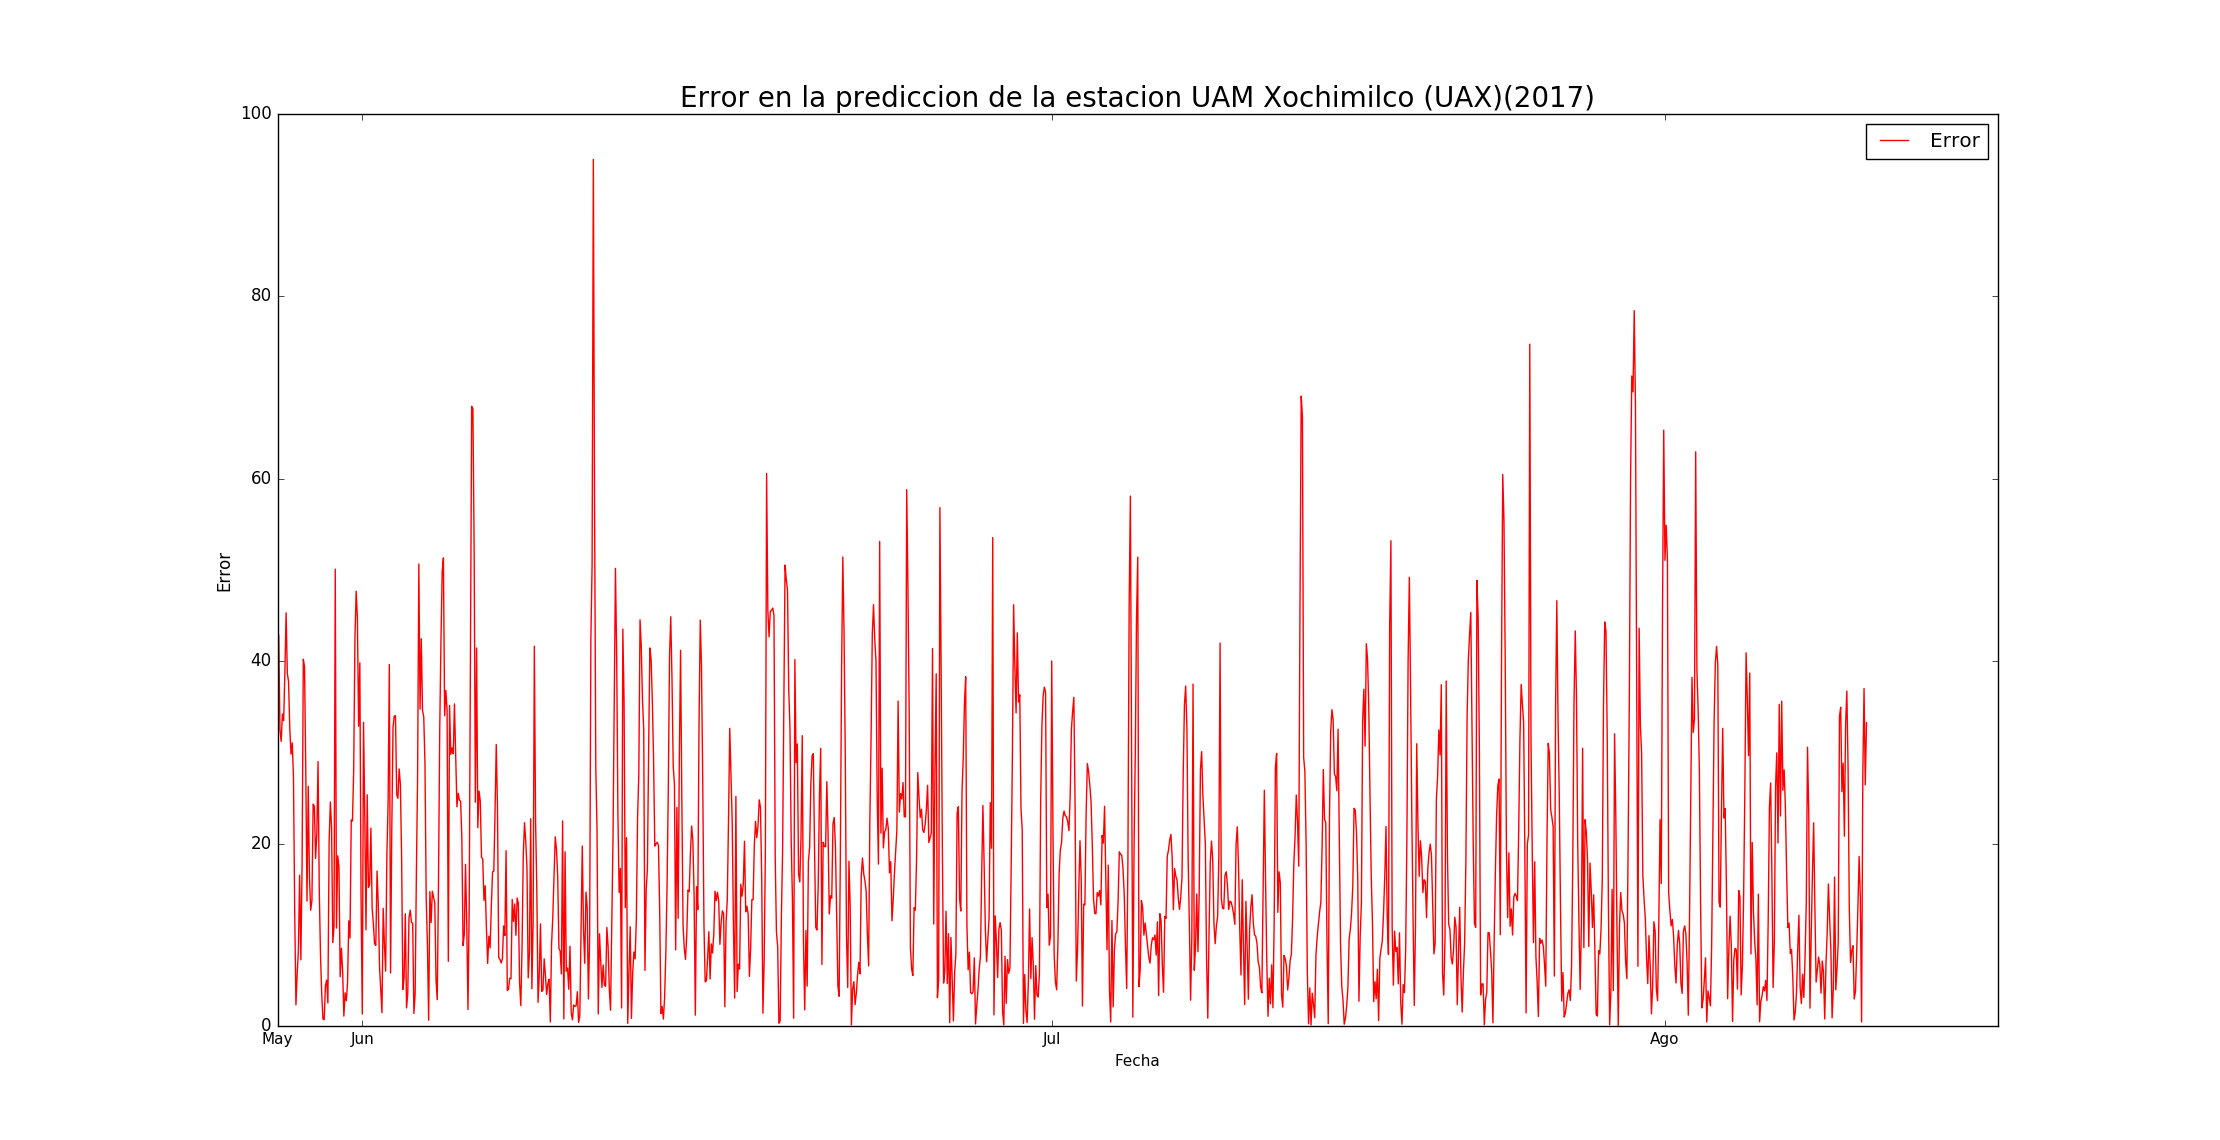 Error en la prediccion de la estacion UAM Xochimilco (UAX)(2017)
100
80
60
40
20
0
Error
Error
May Jun Jul Ago
Fecha